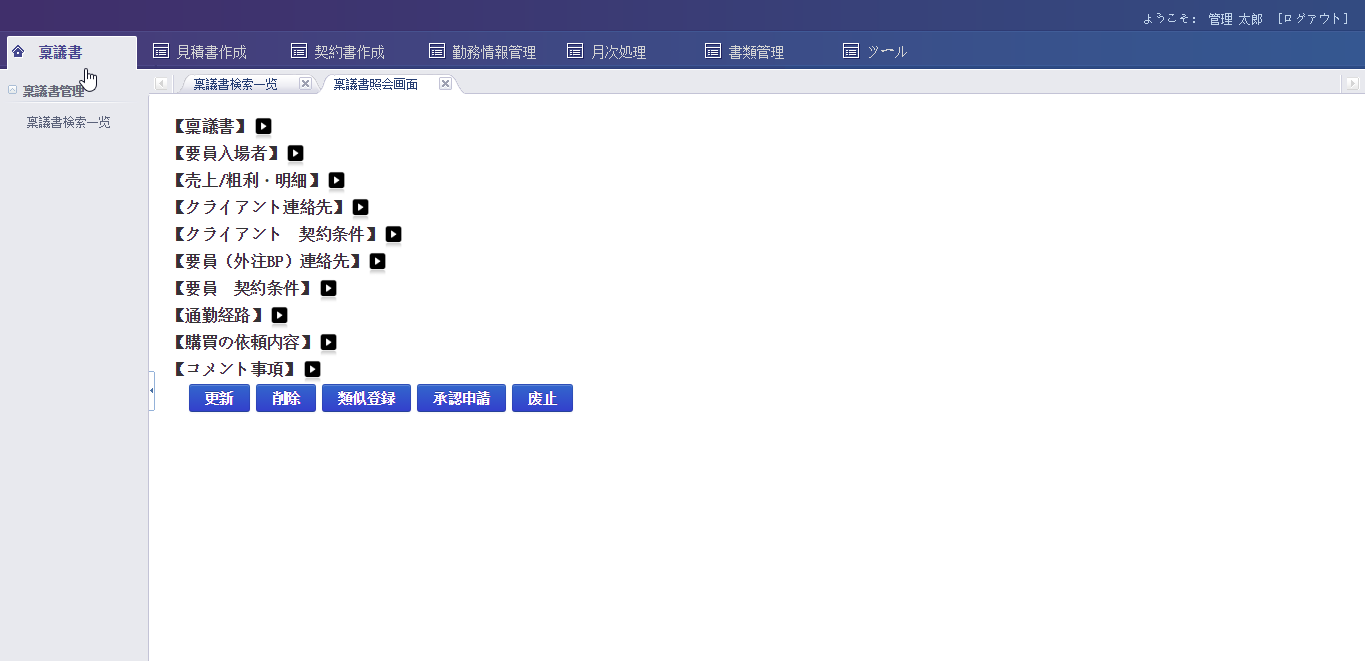 ようこそ： 管理 太郎 [ログアウト]
稟議書 見積書作成 契約書作成 勤務情報管理 月次処理 書類管理 ツール
稟議書検索一览 稟議書照会画面
稟議書管理
稟議書検索一览
【稟議書】
【要員入場者】
【売上/粗利・明細】
【クライアント連絡先】
【クライアント　契約条件】
【要員（外注BP）連絡先】
【要員　契約条件】
【通勤経路】
【購買の依頼内容】
【コメント事項】
更新 削除 類似登録 承認申請 废止